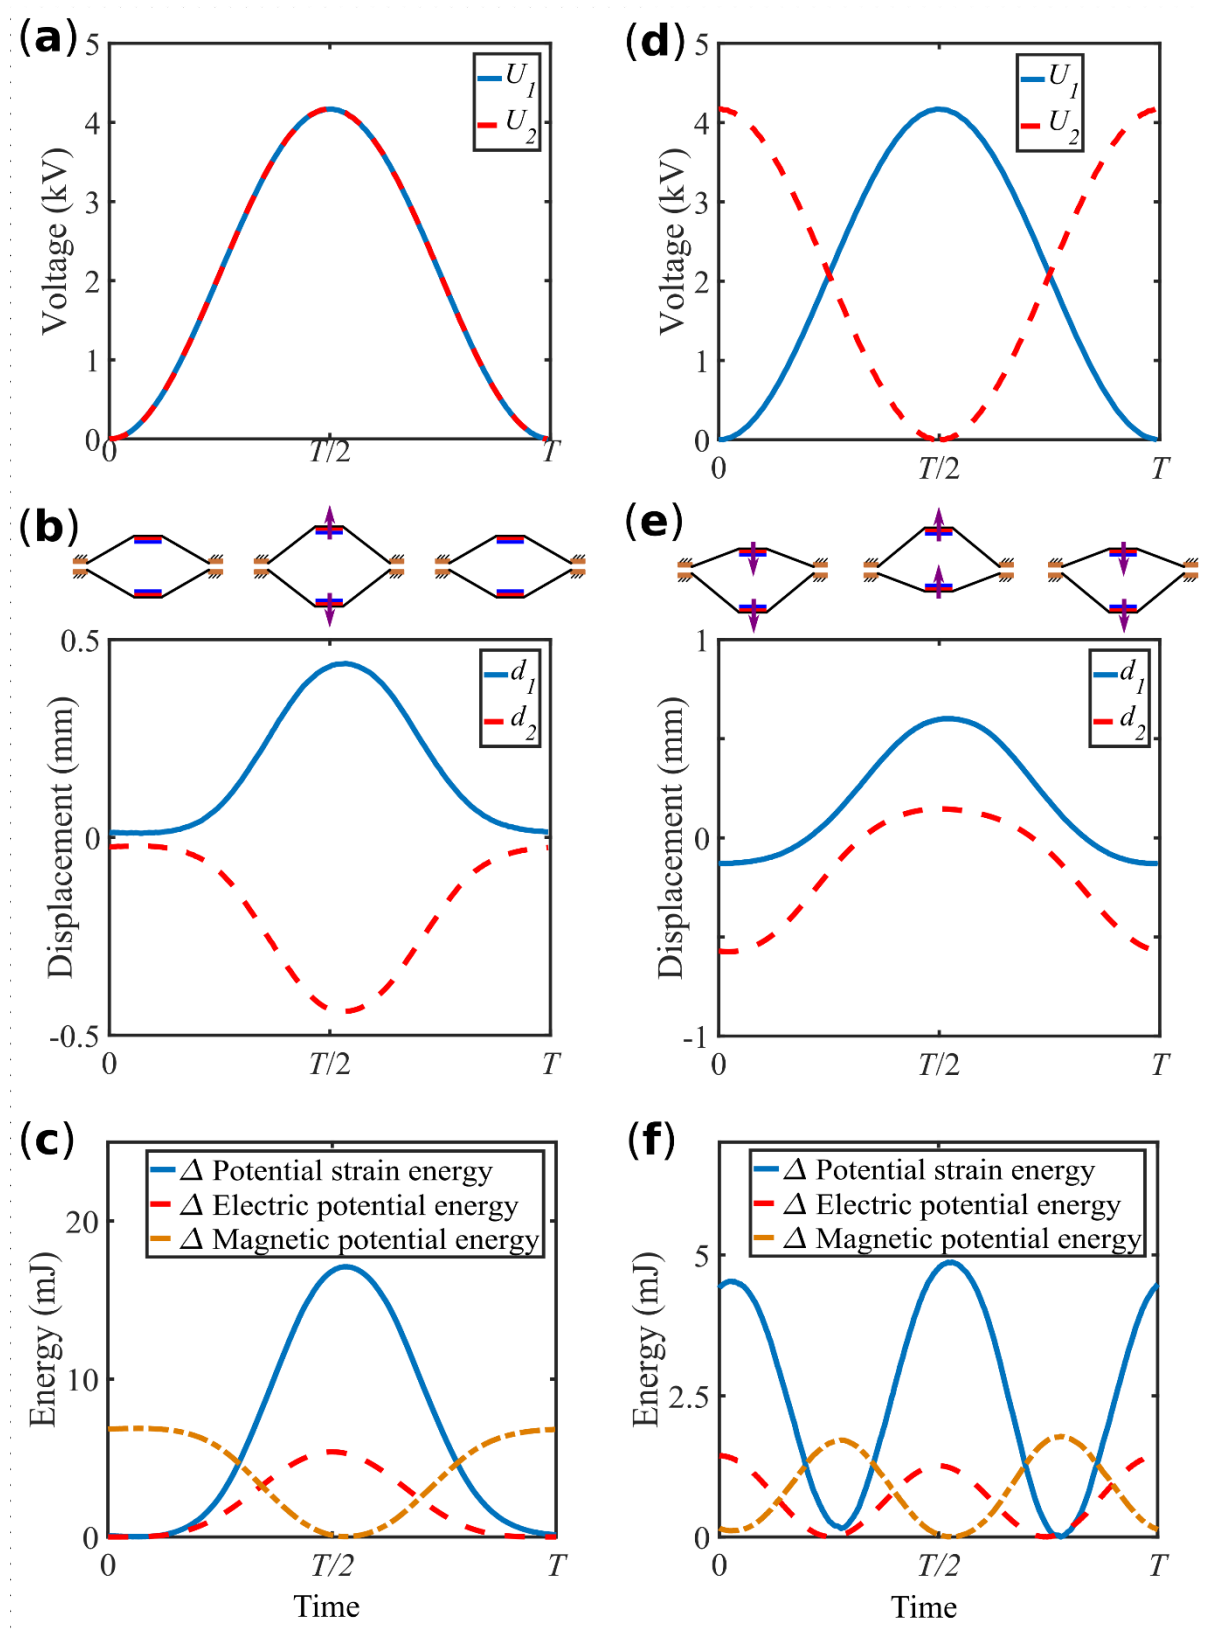 (a)
5
4
3
2
1
0
Voltage (kV)
U1
U2
0
T/2
T
(d)
5
4
3
2
1
0
Voltage (kV)
U1
U2
0
T/2
T
(b)
0.5
0
-0.5
Displacement (mm)
d1
d2
0
T/2
T
(e)
1
0
-1
Displacement (mm)
d1
d2
0
T/2
T
(c)
20
10
0
Energy (mJ)
Δ Potential strain energy
Δ Electric potential energy
Δ Magnetic potential energy
0
T/2
T
Time
(f)
5
2.5
0
Energy (mJ)
Δ Potential strain energy
Δ Electric potential energy
Δ Magnetic potential energy
0
T/2
T
Time